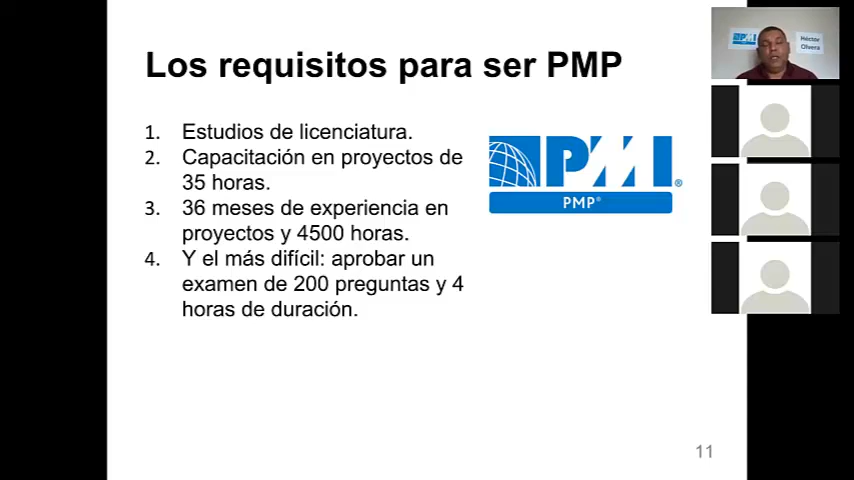 Los requisitos para ser PMP
1. Estudios de licenciatura.
2. Capacitación en proyectos de
35 horas.
3. 36 meses de experiencia en
proyectos y 4500 horas.
4. Y el más difícil: aprobar un
examen de 200 preguntas y 4
horas de duración.
PMI®
PMP®
Héctor
Olvera
11